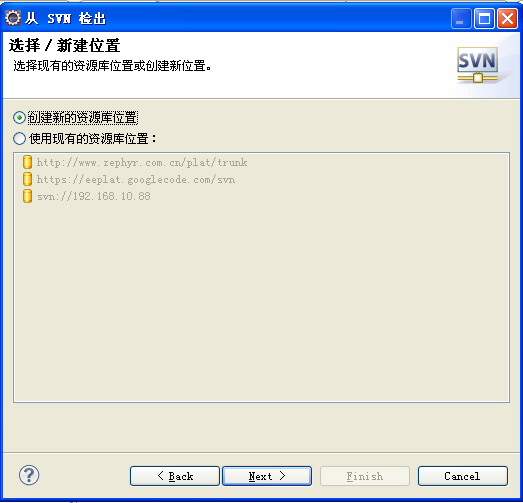 从 SVN 检出
选择 / 新建位置
选择现有的资源库位置或创建新位置。
SVN
创建新的资源库位置
使用现有的资源库位置：
http://www.zephyr.com.cn/plat/trunk
https://eeplat.googlecode.com/svn
svn://192.168.10.88
?
< Back
Next >
Finish
Cancel